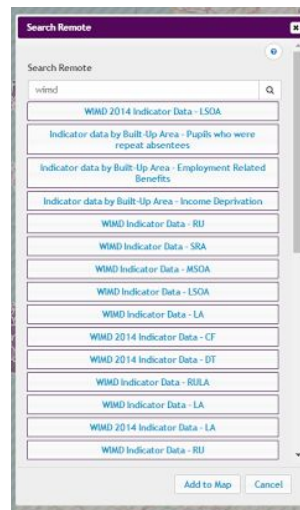 Search Remote
Search Remote
wimd
WIMD 2014 Indicator Data - LSOA
Indicator data by Built-Up Area - Pupils who were
repeat absentees
Indicator data by Built-Up Area - Employment Related
Benefits
Indicator data by Built-Up Area - Income Deprivation
WIMD Indicator Data - RU
WIMD Indicator Data - SRA
WIMD Indicator Data - MSOA
WIMD Indicator Data - LSOA
WIMD Indicator Data - LA
WIMD 2014 Indicator Data - CF
WIMD 2014 Indicator Data - DT
WIMD Indicator Data - RULA
WIMD Indicator Data - LA
WIMD 2014 Indicator Data - LA
WIMD Indicator Data - RU
Add to Map Cancel